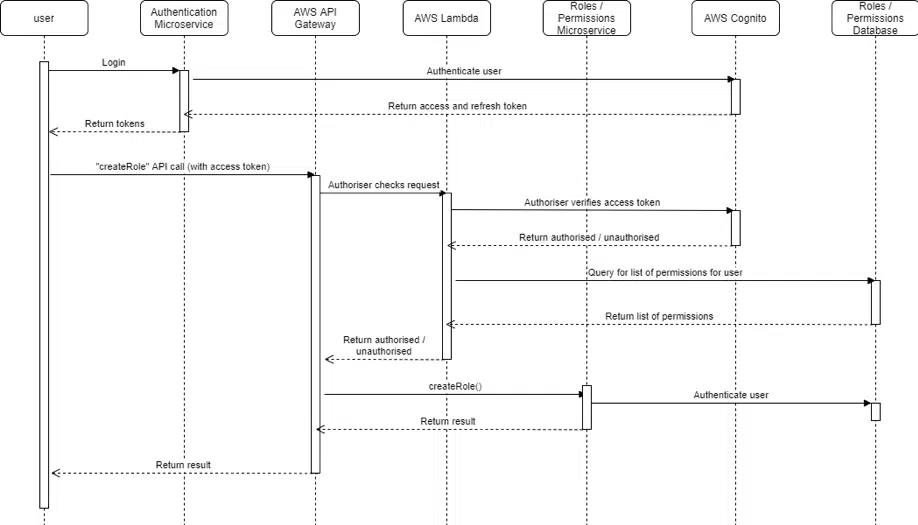 user
Authentication
Microservice
AWS API
Gateway
AWS Lambda
Roles /
Permissions
Microservice
AWS Cognito
Roles /
Permissions
Database
Login
Authenticate user
Return access and refresh token
Return tokens
"createRole" API call (with access token)
Authoriser checks request
Authoriser verifies access token
Return authorised / unauthorised
Query for list of permissions for user
Return list of permissions
Return authorised /
unauthorised
createRole()
Authenticate user
Return result
Return result